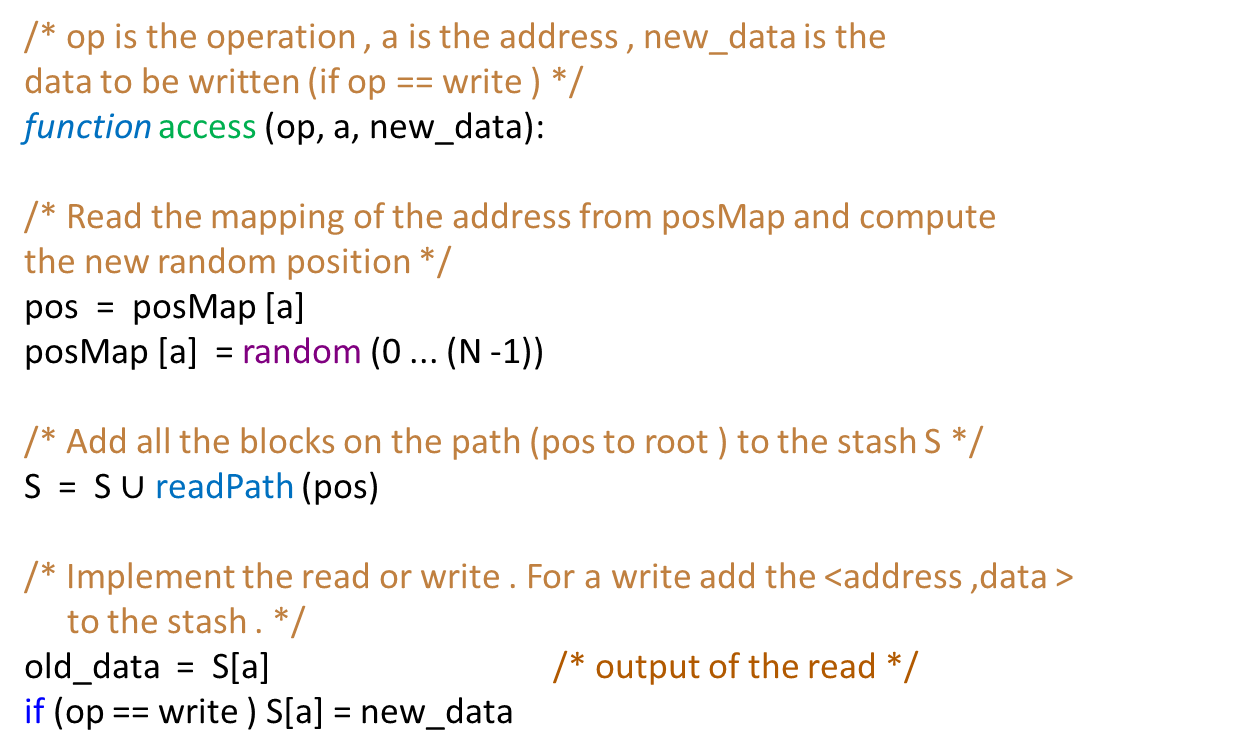 /* op is the operation , a is the address , new_data is the
data to be written (if op == write ) */
function access (op, a, new_data):
/* Read the mapping of the address from posMap and compute
the new random position */
pos = posMap [a]
posMap [a] = random (0 ... (N -1))
/* Add all the blocks on the path (pos to root ) to the stash S */
S = S ∪ readPath (pos)
/* Implement the read or write . For a write add the <address ,data >
to the stash . */
old_data = S[a] /* output of the read */
if (op == write ) S[a] = new_data